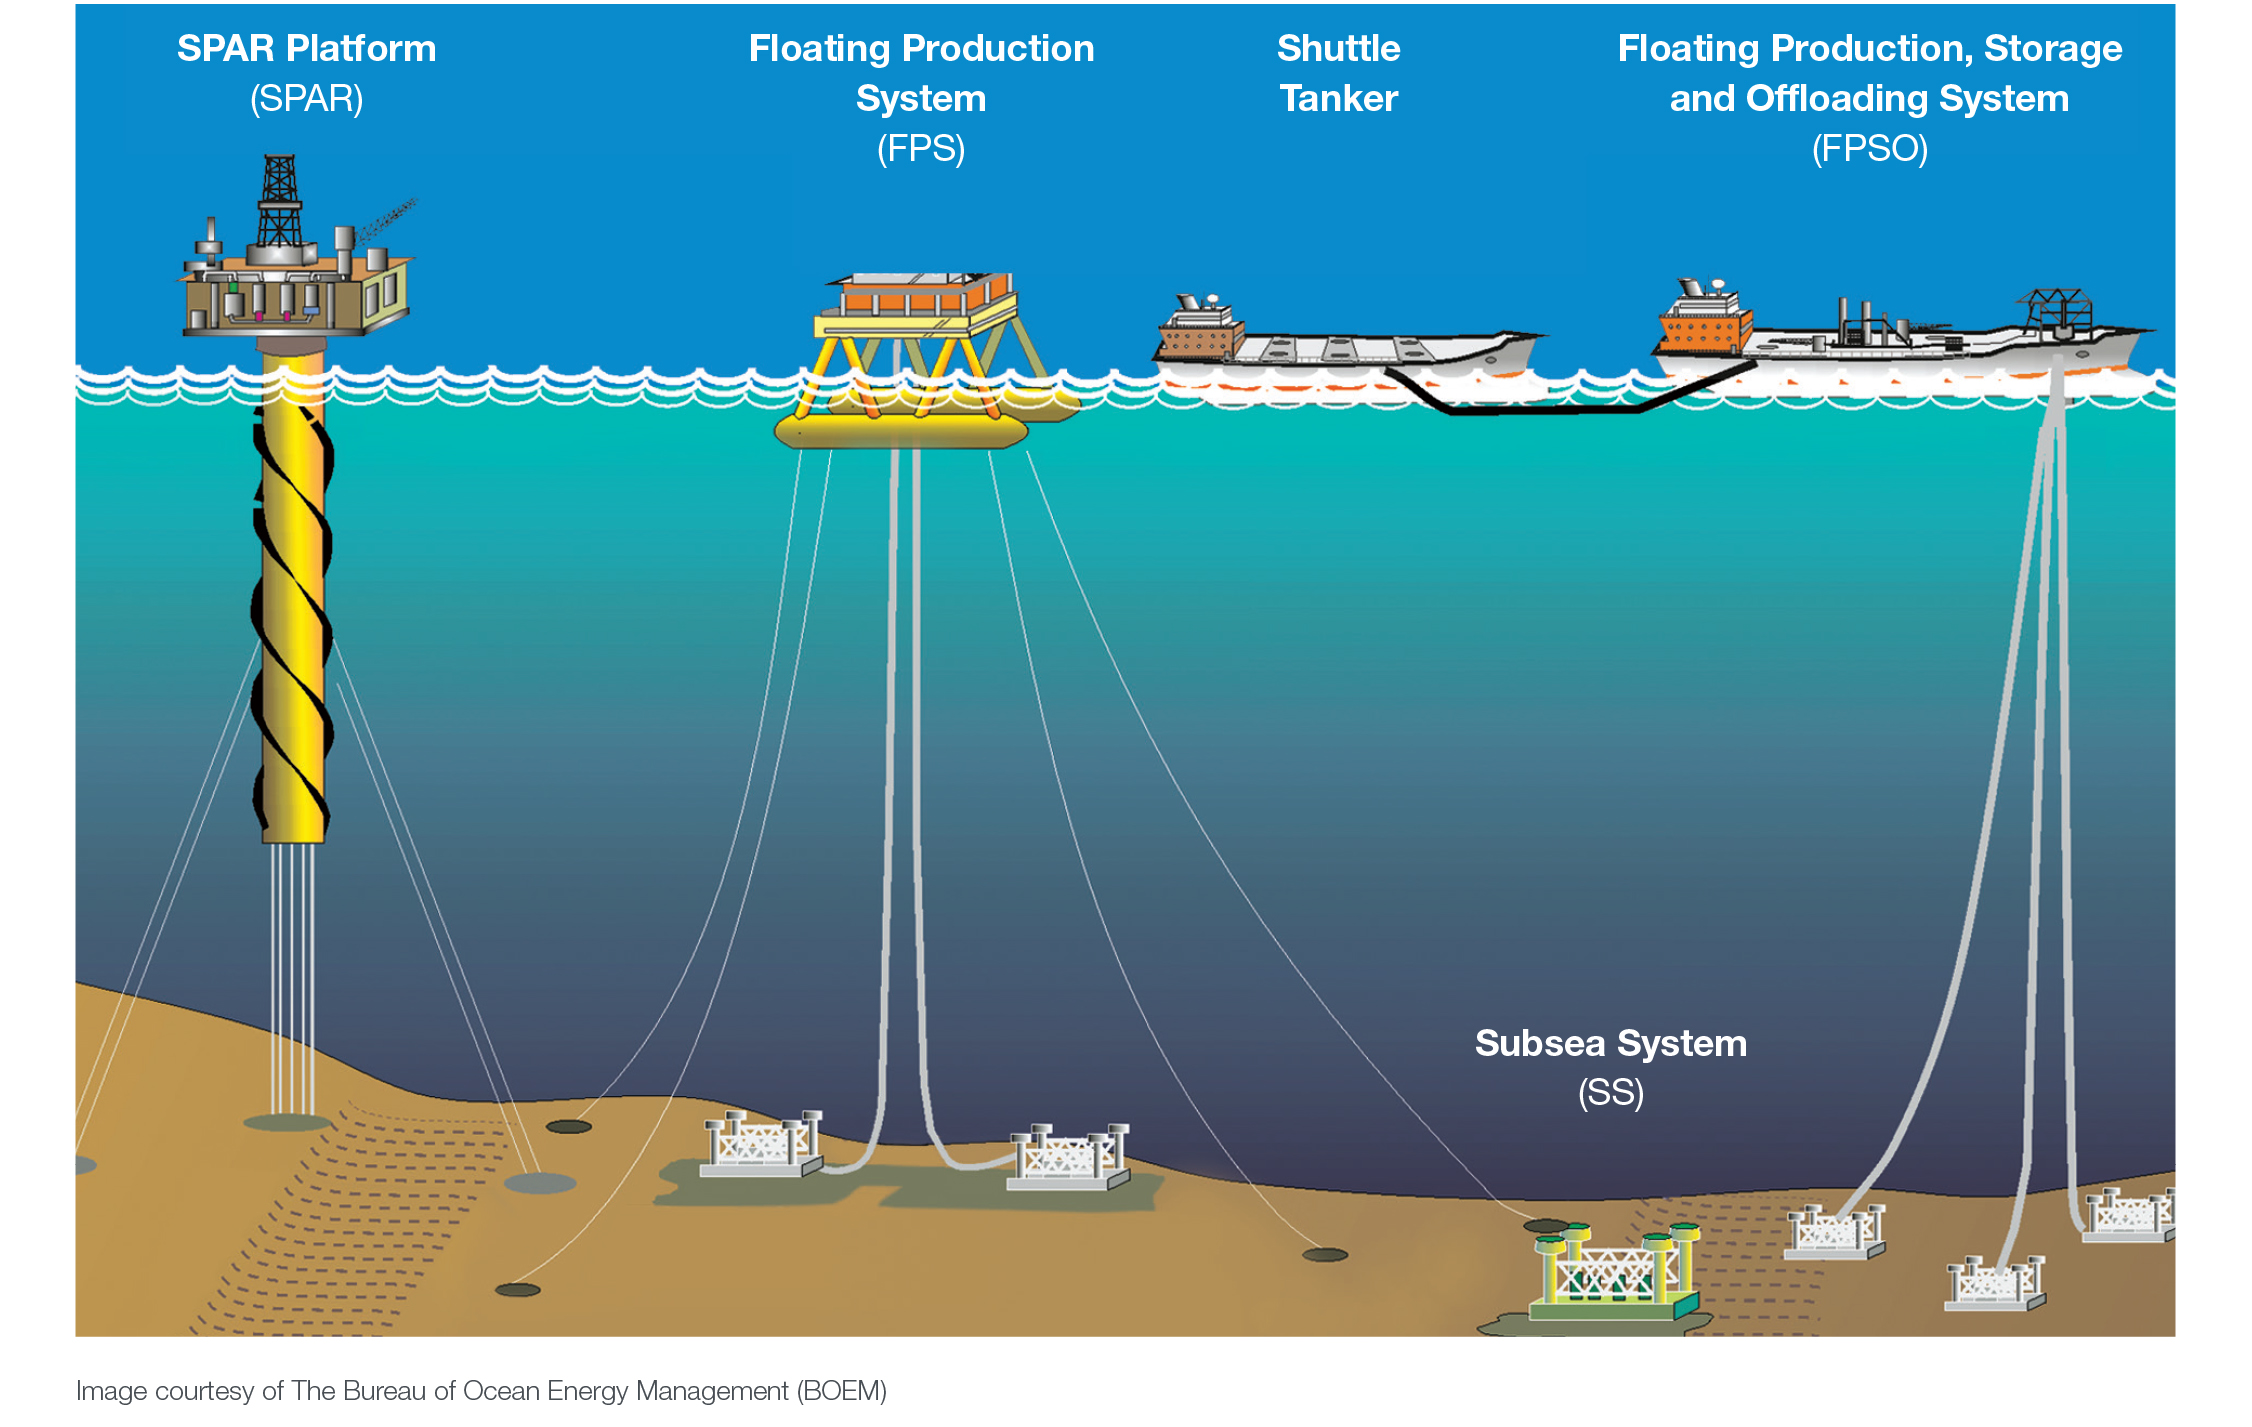 SPAR Platform
(SPAR)
Floating Production
System
(FPS)
Shuttle
Tanker
Floating Production, Storage
and Offloading System
(FPSO)
Subsea System
(SS)
Image courtesy of The Bureau of Ocean Energy Management (BOEM)